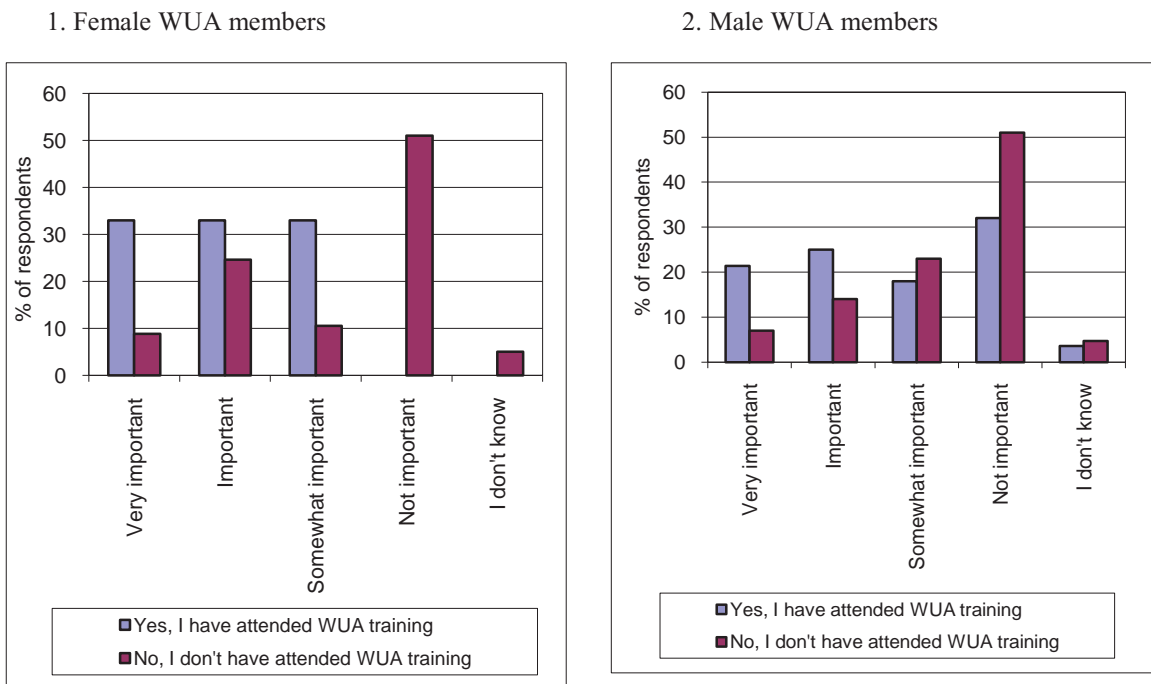 1. Female WUA members
60
50
40
30
20
10
0
% of respondents
Very important
Important
Somewhat important
Not important
I don't know
Yes, I have attended WUA training
No, I don't have attended WUA training
2. Male WUA members
60
50
40
30
20
10
0
% of respondents
Very important
Important
Somewhat important
Not important
I don't know
Yes, I have attended WUA training
No, I don't have attended WUA training